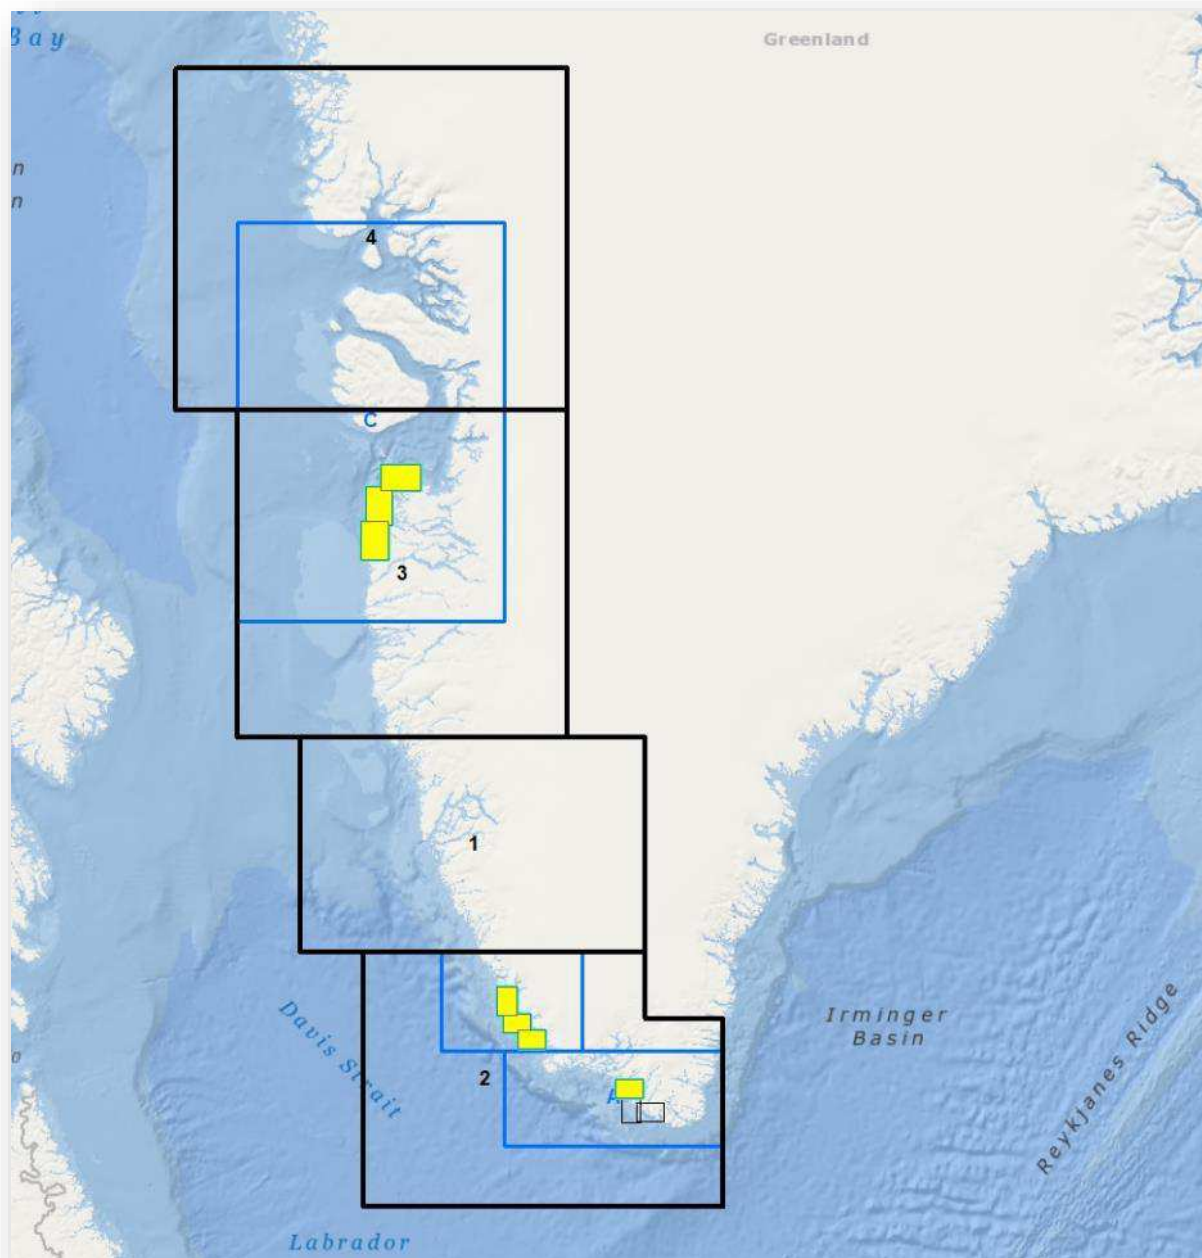 Bay
Greenland
n
n
4
C
3
1
Irminger
Basin
Davis Strait
2
Reykjanes Ridge
Labrador